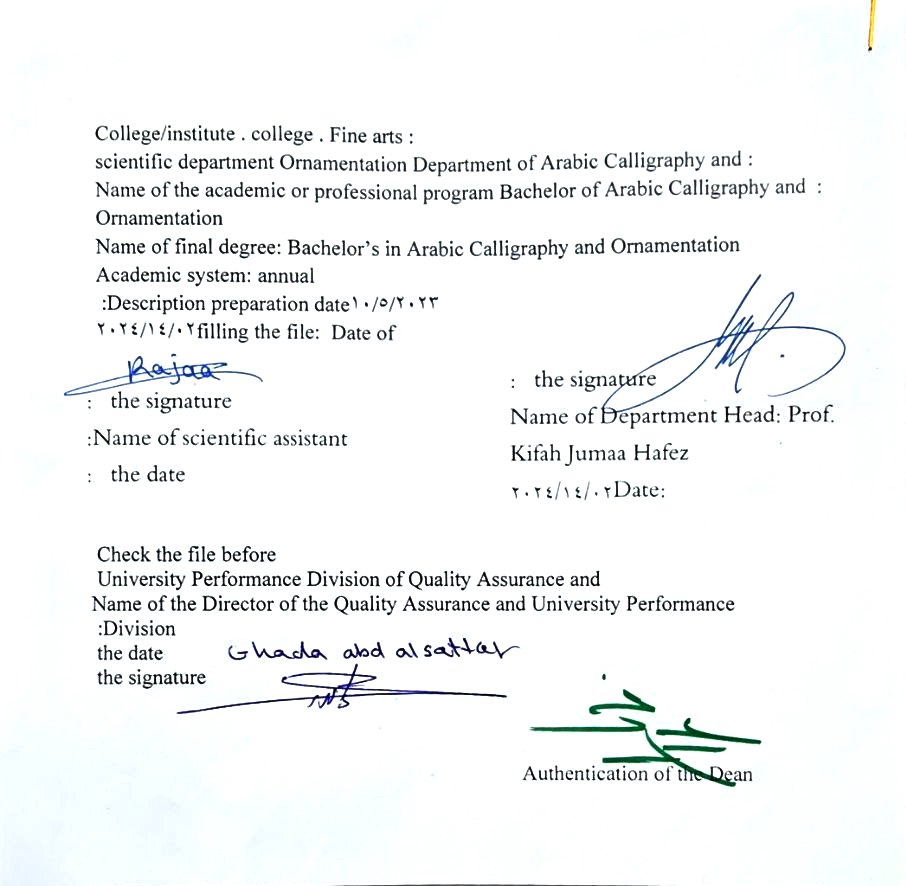 College/institute . college . Fine arts :
scientific department Ornamentation Department of Arabic Calligraphy and :
Name of the academic or professional program Bachelor of Arabic Calligraphy and :
Ornamentation
Name of final degree: Bachelor's in Arabic Calligraphy and Ornamentation
Academic system: annual
:Description preparation date١٠/٥/٢٠٢٣
٢٠٢٤/١٤/٠٢filling the file: Date of
Rajaa
: the signature
:Name of scientific assistant
: the date
: the signature
Name of Department Head: Prof.
Kifah Jumaa Hafez
٢٠٢٤/١٤/٠٢Date:
Check the file before
University Performance Division of Quality Assurance and
Name of the Director of the Quality Assurance and University Performance
:Division
the date Ghada abd alsattar
the signature
Authentication of the Dean